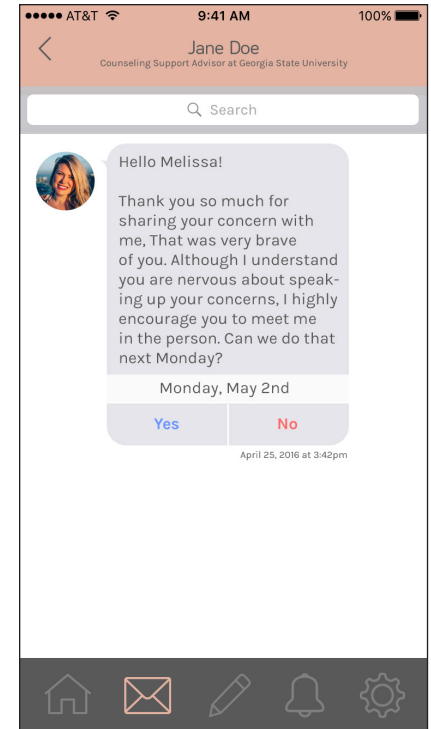 AT&T 9:41 AM 100%
Jane Doe
Counseling Support Advisor at Georgia State University
Search
Hello Melissa!
Thank you so much for
sharing your concern with
me, That was very brave
of you. Although I understand
you are nervous about speak-
ing up your concerns, I highly
encourage you to meet me
in the person. Can we do that
next Monday?
Monday, May 2nd
Yes No
April 25, 2016 at 3:42pm